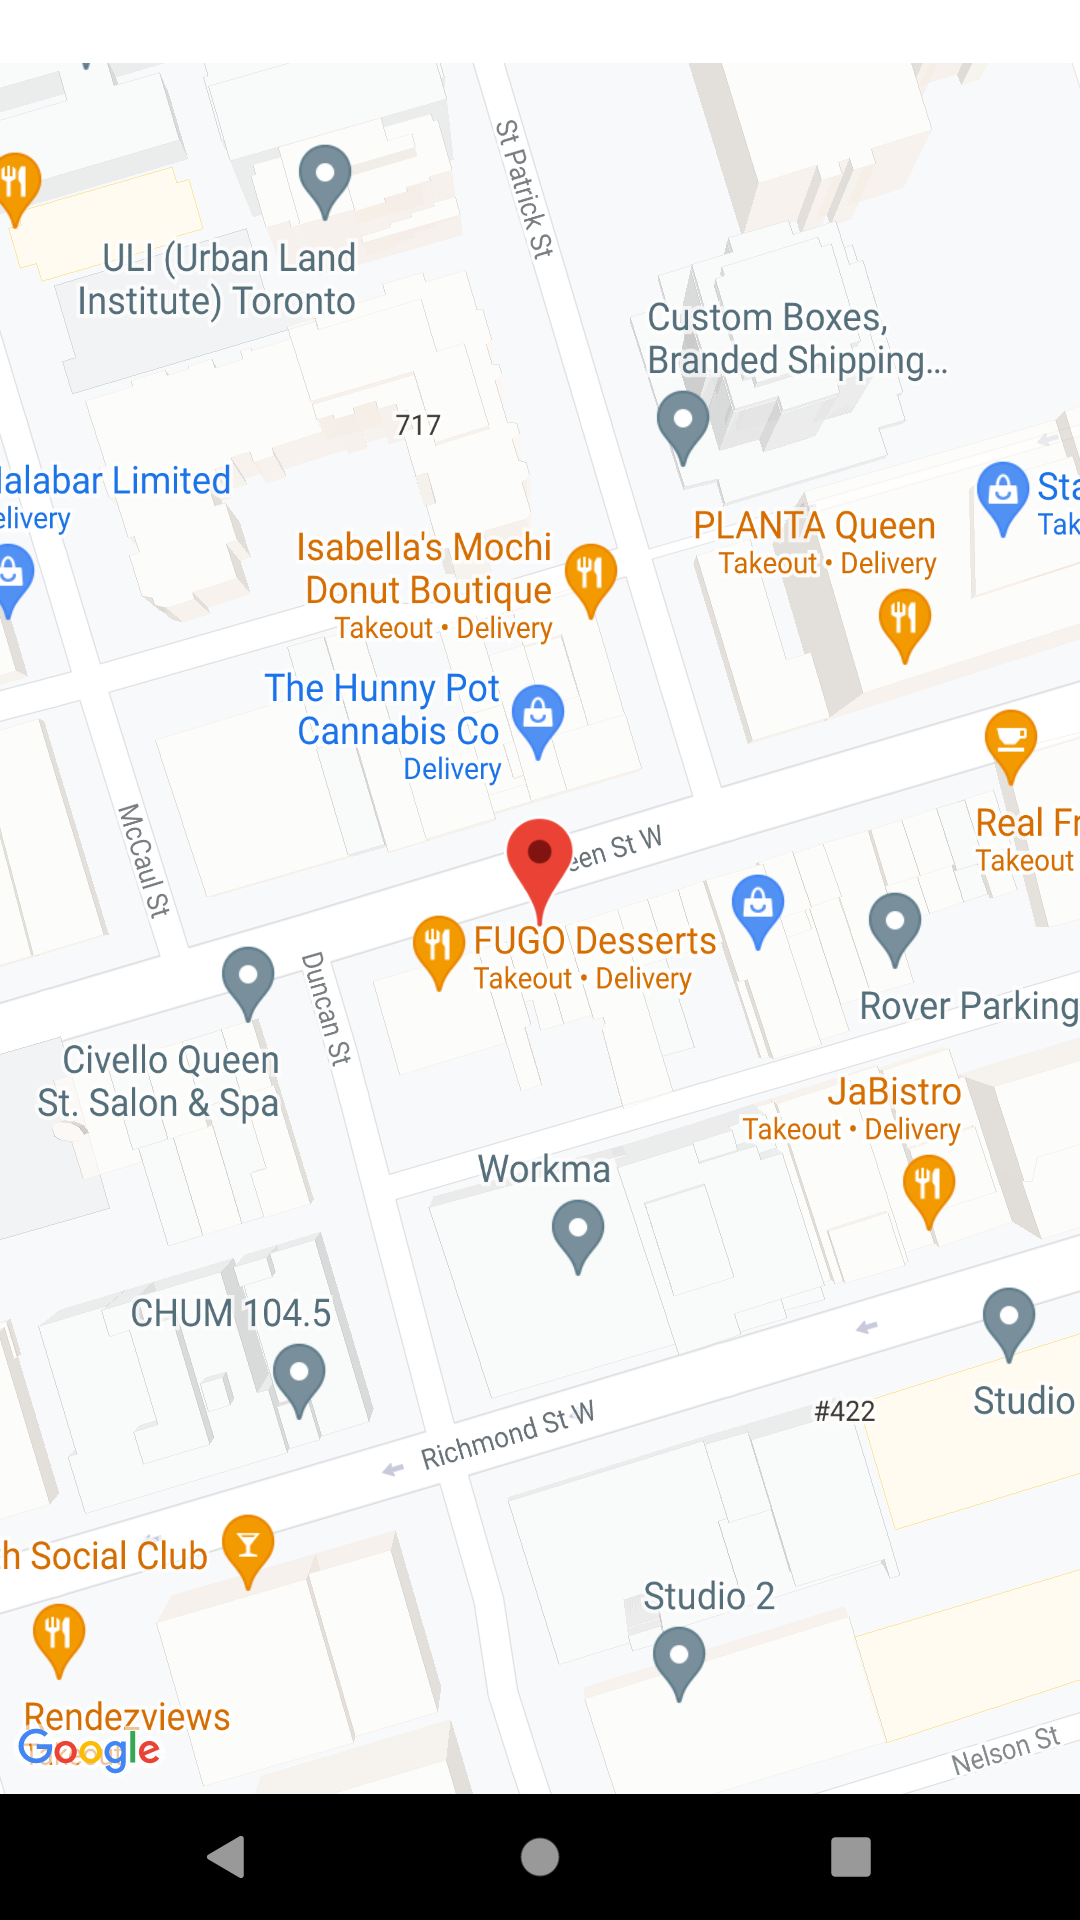 St Patrick St
ULI (Urban Land
Institute) Toronto
Custom Boxes,
Branded Shipping...
717
alabar Limited
elivery
Sta
Tak
PLANTA Queen
Takeout • Delivery
Isabella's Mochi
Donut Boutique
Takeout • Delivery
The Hunny Pot
Cannabis Co
Delivery
McCaul St
een St W
Real Fr
Takeout
FUGO Desserts
Takeout • Delivery
Duncan St
Rover Parking
Civello Queen
St. Salon & Spa
JaBistro
Takeout • Delivery
Workma
CHUM 104.5
Studio
#422
Richmond St W
h Social Club
Studio 2
Rendezviews
Takeout
Google
Nelson St